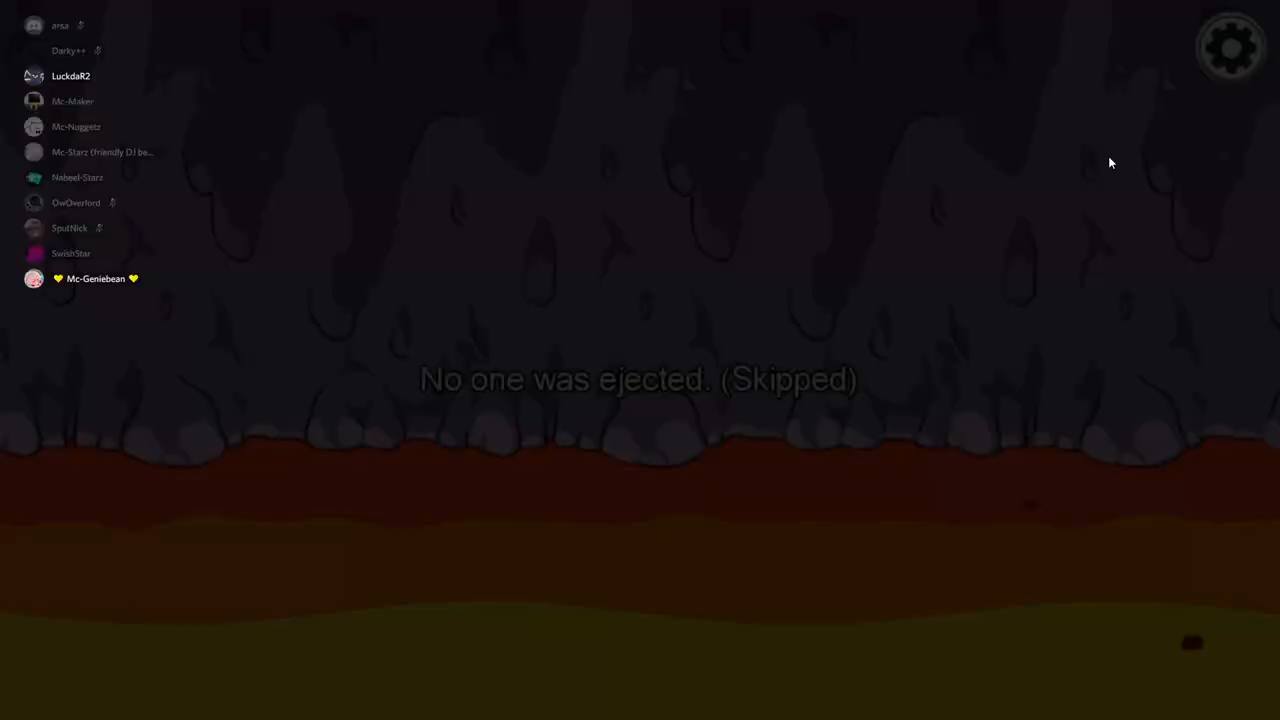 arsa
Darky++
LuckdaR2
Mc-Maker
Mc-Nuggetz
Mc-Starz (friendly DJ be...
Nabeel-Starz
OwOverlord
SputNick
SwishStar
💛 Mc-Geniebean 💛
No one was ejected. (Skipped)